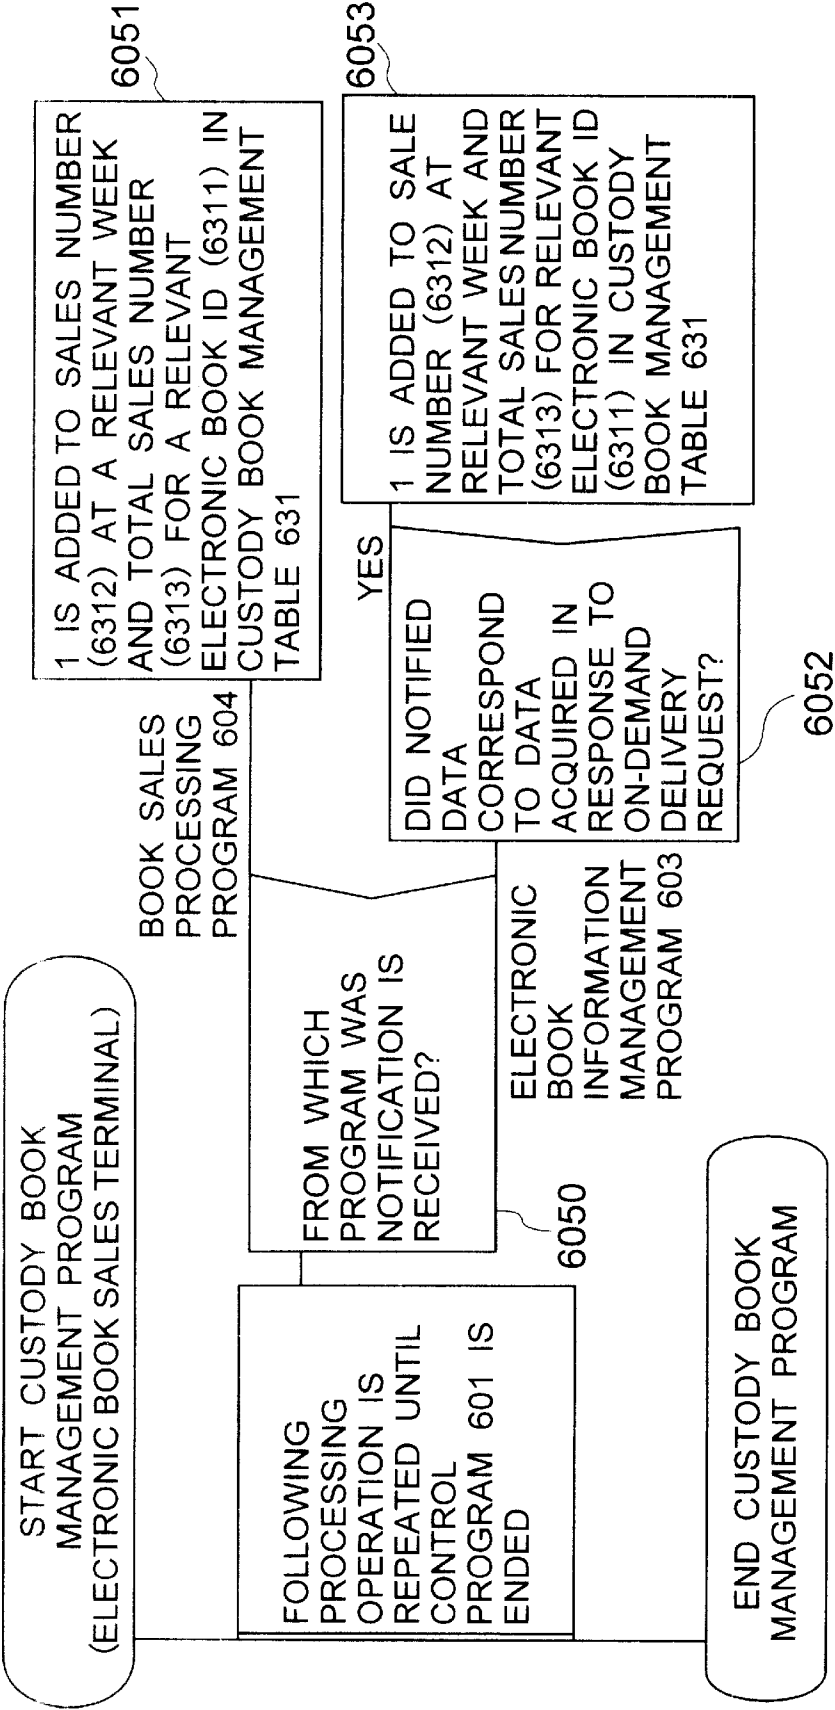 START CUSTODY BOOK
MANAGEMENT PROGRAM
(ELECTRONIC BOOK SALES TERMINAL)
FOLLOWING
PROCESSING
OPERATION IS
REPEATED UNTIL
CONTROL
PROGRAM 601 IS
ENDED
FROM WHICH
PROGRAM WAS
NOTIFICATION IS
RECEIVED?
6050
BOOK SALES
PROCESSING
PROGRAM 604
1 IS ADDED TO SALES NUMBER
(6312) AT A RELEVANT WEEK
AND TOTAL SALES NUMBER
(6313) FOR A RELEVANT
ELECTRONIC BOOK ID (6311) IN
CUSTODY BOOK MANAGEMENT
TABLE 631
6051
ELECTRONIC
BOOK
INFORMATION
MANAGEMENT
PROGRAM 603
DID NOTIFIED
DATA
CORRESPOND
TO DATA
ACQUIRED IN
RESPONSE TO
ON-DEMAND
DELIVERY
REQUEST?
6052
YES
1 IS ADDED TO SALE
NUMBER (6312) AT
RELEVANT WEEK AND
TOTAL SALES NUMBER
(6313) FOR RELEVANT
ELECTRONIC BOOK ID
(6311) IN CUSTODY
BOOK MANAGEMENT
TABLE 631
6053
END CUSTODY BOOK
MANAGEMENT PROGRAM